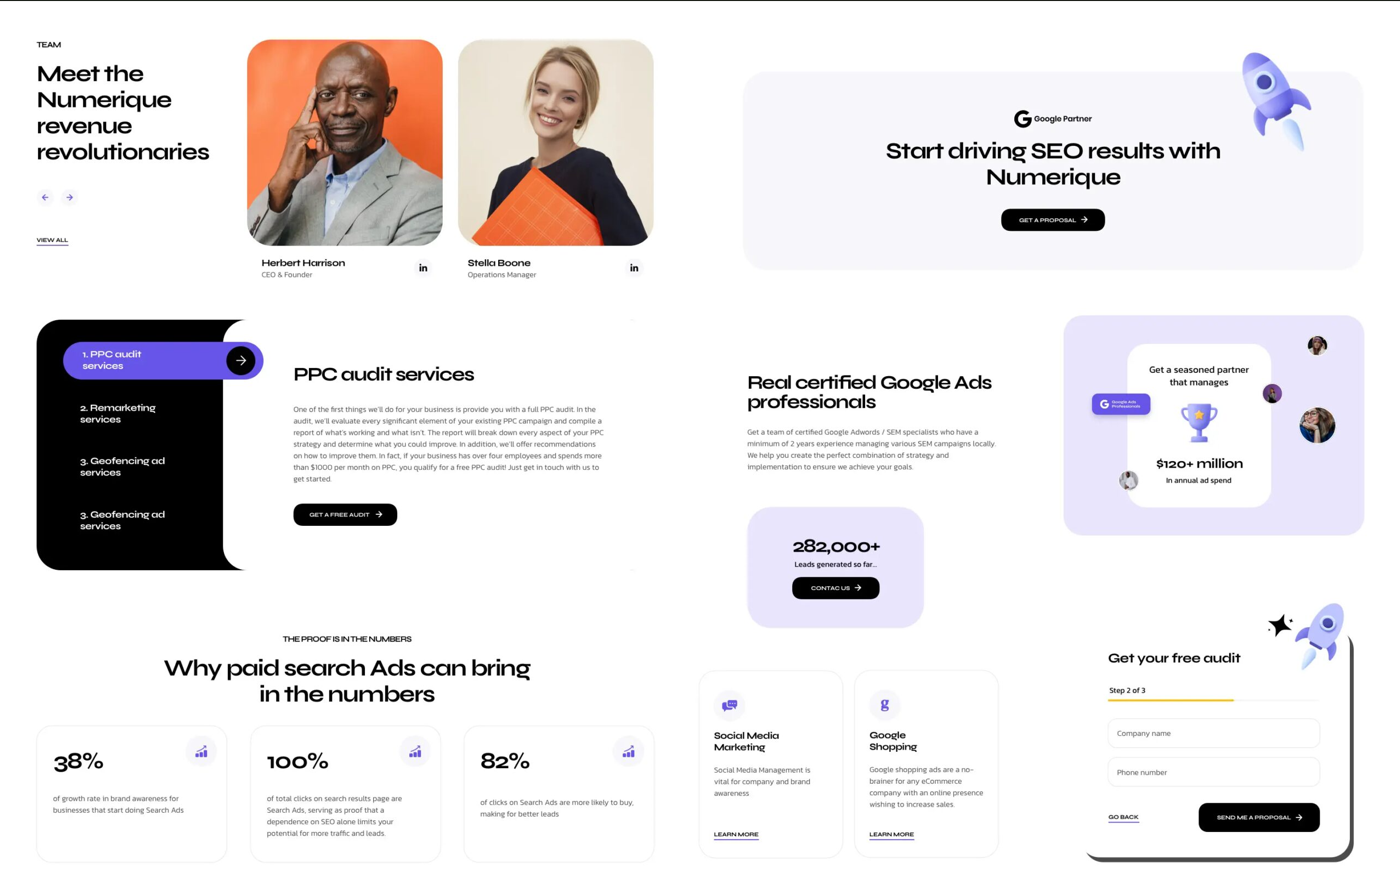 TEAM
Meet the
Numerique
revenue
revolutionaries
VIEW ALL
Herbert Harrison
CEO & Founder
in
Stella Boone
Operations Manager
in
G Google Partner
Start driving SEO results with
Numerique
GET A PROPOSAL
1. PPC audit
services
2. Remarketing
services
3. Geofencing ad
services
3. Geofencing ad
services
PPC audit services
One of the first things we'll do for your business is provide you with a full PPC audit. In the
audit, we'll evaluate every significant element of your existing PPC campaign and compile a
report of what's working and what isn't. The report will break down every aspect of your PPC
strategy and determine what you could improve. In addition, we'll offer recommendations
on how to improve them. In fact, if your business has over four employees and spends more
than $1000 per month on PPC, you qualify for a free PPC audit! Just get in touch with us to
get started.
GET A FREE AUDIT
Real certified Google Ads
professionals
Get a team of certified Google Adwords / SEM specialists who have a
minimum of 2 years experience managing various SEM campaigns locally.
We help you create the perfect combination of strategy and
implementation to ensure we achieve your goals.
Get a seasoned partner
that manages
G Google Ads
Professionals
$120+ million
In annual ad spend
282,000+
Leads generated so far...
CONTAC US
THE PROOF IS IN THE NUMBERS
Why paid search Ads can bring
in the numbers
38%
of growth rate in brand awareness for
businesses that start doing Search Ads
100%
of total clicks on search results page are
Search Ads, serving as proof that a
dependence on SEO alone limits your
potential for more traffic and leads.
82%
of clicks on Search Ads are more likely to buy,
making for better leads
Social Media
Marketing
Social Media Management is
vital for company and brand
awareness
LEARN MORE
g
Google
Shopping
Google shopping ads are a no-
brainer for any eCommerce
company with an online presence
wishing to increase sales.
LEARN MORE
Get your free audit
Step 2 of 3
Company name
Phone number
GO BACK
SEND ME A PROPOSAL